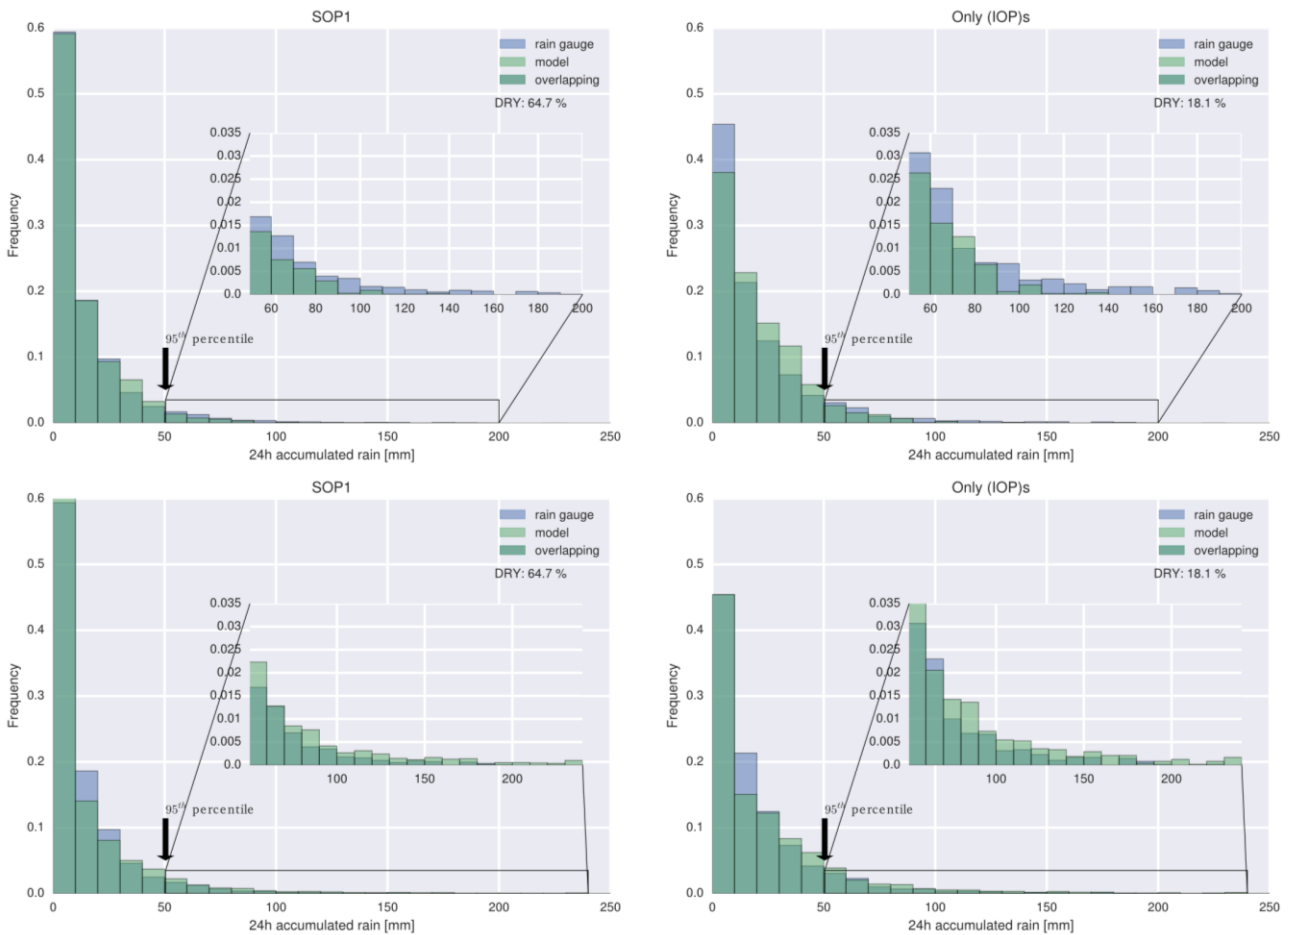 SOP1
0.6
0.5
0.4
0.3
0.2
0.1
0.0
Frequency
rain gauge
model
overlapping
DRY: 64.7 %
0.035
0.03
0.025
0.02
0.015
0.01
0.005
0.0
60 80 100 120 140 160 180 200
95th percentile
0 50 100 150 200 250
24h accumulated rain [mm]
Only (IOP)s
0.6
0.5
0.4
0.3
0.2
0.1
0.0
Frequency
rain gauge
model
overlapping
DRY: 18.1 %
0.035
0.03
0.025
0.02
0.015
0.01
0.005
0.0
Frequency
60 80 100 120 140 160 180 200
95th percentile
0 50 100 150 200 250
24h accumulated rain [mm]
SOP1
0.6
0.5
0.4
0.3
0.2
0.1
0.0
Frequency
rain gauge
model
overlapping
DRY: 64.7 %
0.035
0.03
0.025
0.02
0.015
0.01
0.005
0.0
100 150 200
95th percentile
0 50 100 150 200 250
24h accumulated rain [mm]
Only (IOP)s
0.6
0.5
0.4
0.3
0.2
0.1
0.0
Frequency
rain gauge
model
overlapping
DRY: 18.1 %
0.035
0.03
0.025
0.02
0.015
0.01
0.005
0.0
Frequency
100 150 200
95th percentile
0 50 100 150 200 250
24h accumulated rain [mm]